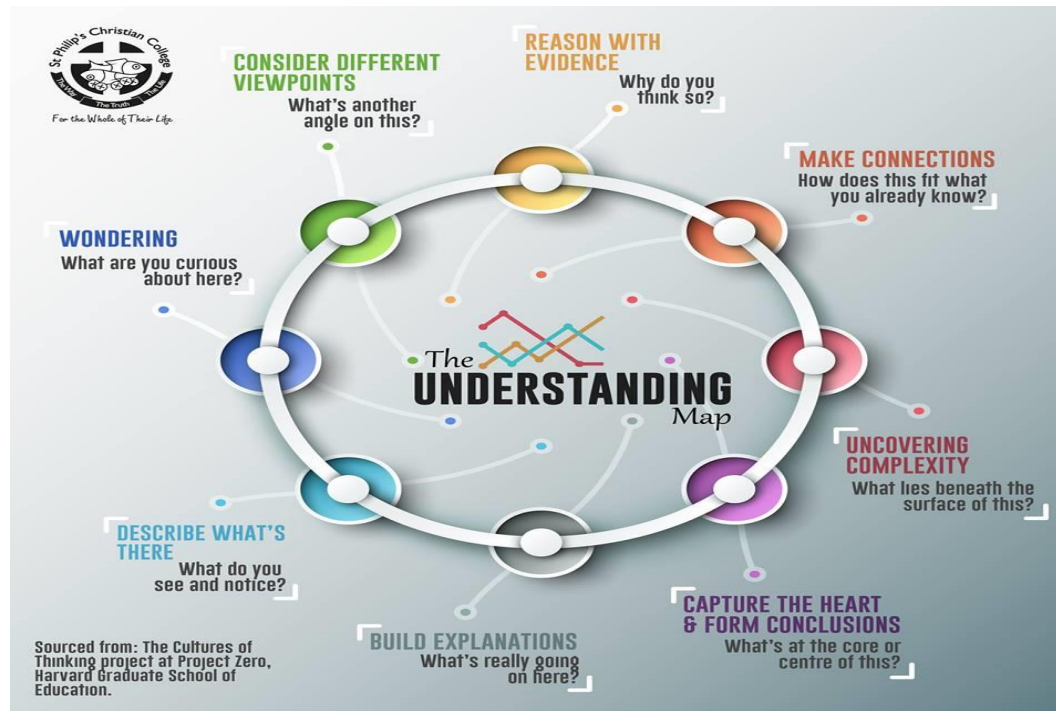 St Philip's Christian College
The Way
The Truth
The Life
For the Whole of Their Life
CONSIDER DIFFERENT
VIEWPOINTS
What's another
angle on this?
REASON WITH
EVIDENCE
Why do you
think so?
MAKE CONNECTIONS
How does this fit what
you already know?
WONDERING
What are you curious
about here?
The
UNDERSTANDING
Map
UNCOVERING
COMPLEXITY
What lies beneath the
surface of this?
DESCRIBE WHAT'S
THERE
What do you
see and notice?
CAPTURE THE HEART
& FORM CONCLUSIONS
What's at the core or
centre of this?
BUILD EXPLANATIONS
What's really going
on here?
Sourced from: The Cultures of
Thinking project at Project Zero,
Harvard Graduate School of
Education.